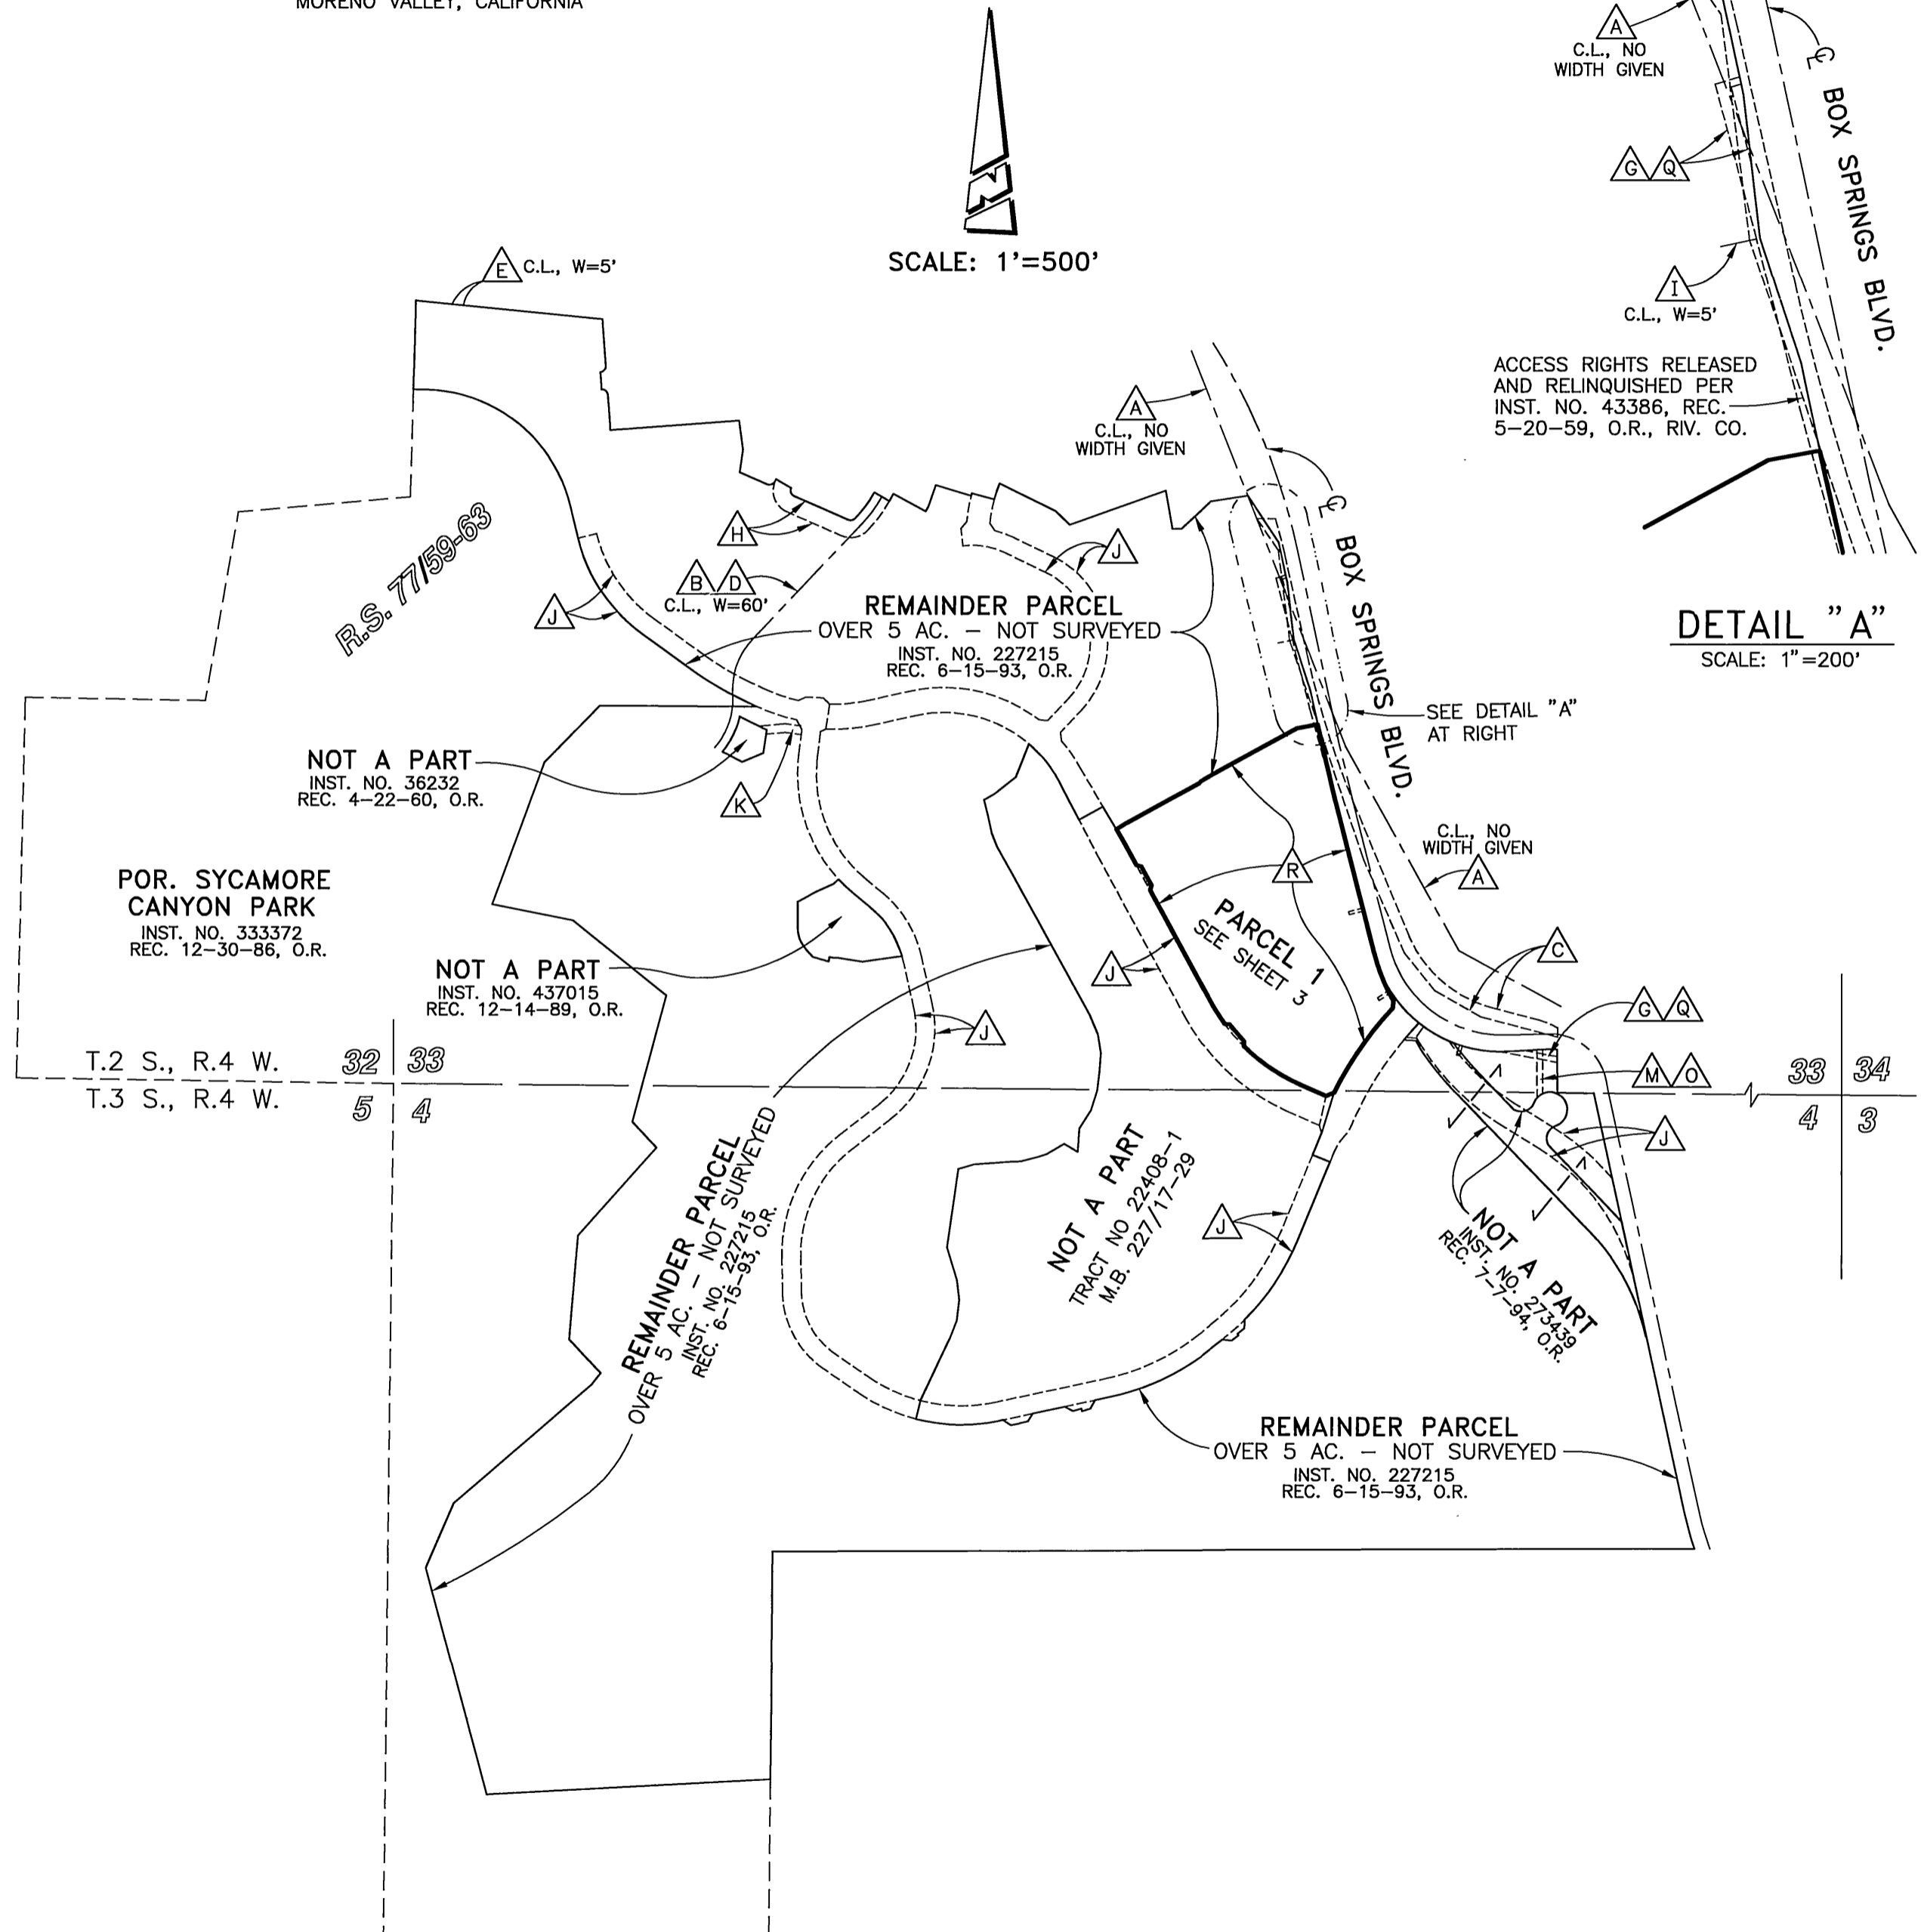 MORENO VALLEY, CALIFORNIA
N
SCALE: 1'=500'
A
C.L., NO
WIDTH GIVEN
℄ BOX SPRINGS BLVD.
G Q
I
C.L., W=5'
ACCESS RIGHTS RELEASED
AND RELINQUISHED PER
INST. NO. 43386, REC.
5-20-59, O.R., RIV. CO.
DETAIL "A"
SCALE: 1"=200'
E C.L., W=5'
A
C.L., NO
WIDTH GIVEN
℄ BOX SPRINGS BLVD.
R.S. 77/59-63
H
J
B D
C.L., W=60'
J
REMAINDER PARCEL
OVER 5 AC. - NOT SURVEYED
INST. NO. 227215
REC. 6-15-93, O.R.
SEE DETAIL "A"
AT RIGHT
NOT A PART
INST. NO. 36232
REC. 4-22-60, O.R.
K
C.L., NO
WIDTH GIVEN
A
R
POR. SYCAMORE
CANYON PARK
INST. NO. 333372
REC. 12-30-86, O.R.
PARCEL 1
SEE SHEET 3
NOT A PART
INST. NO. 437015
REC. 12-14-89, O.R.
J
C
G Q
J
M O
J
T.2 S., R.4 W. 32 33
T.3 S., R.4 W. 5 4
33 34
4 3
REMAINDER PARCEL
OVER 5 AC. - NOT SURVEYED
INST. NO. 227215
REC. 6-15-93, O.R.
NOT A PART
TRACT NO 22408-1
M.B. 227/17-29
J
NOT A PART
INST. NO. 273439
REC. 7-7-94, O.R.
REMAINDER PARCEL
OVER 5 AC. - NOT SURVEYED
INST. NO. 227215
REC. 6-15-93, O.R.